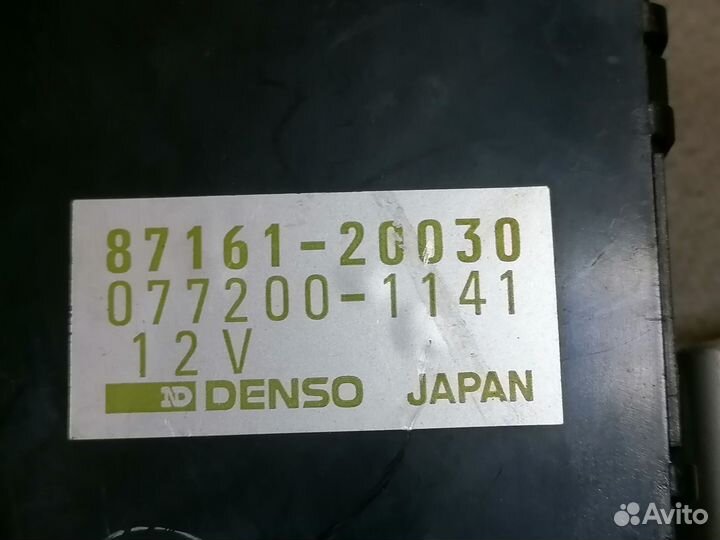 87161-20030
077200-1141
12V
ND DENSO JAPAN
Avito